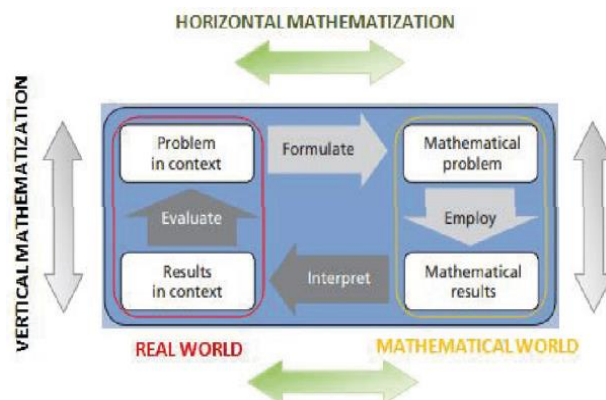 HORIZONTAL MATHEMATIZATION
VERTICAL MATHEMATIZATION
Problem
in context
Formulate
Mathematical
problem
Evaluate
Employ
Results
in context
Interpret
Mathematical
results
REAL WORLD
MATHEMATICAL WORLD